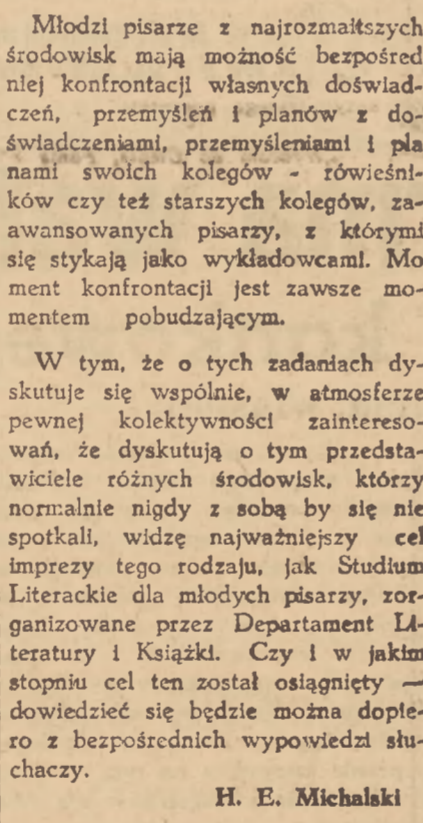 Młodzi pisarze z najrozmaitszych
środowisk mają możność bezpośred
niej konfrontacji własnych doświad-
czeń, przemyśleń i planów z do-
świadczeniami, przemyśleniami i pla
nami swoich kolegów - rówieśni-
ków czy też starszych kolegów, za-
awansowanych pisarzy, z którymi
się stykają jako wykładowcami. Mo
ment konfrontacji jest zawsze mo-
mentem pobudzającym.
W tym, że o tych zadaniach dy-
skutuje się wspólnie, w atmosferze
pewnej kolektywności zaintereso-
wań, że dyskutują o tym przedsta-
wiciele różnych środowisk, którzy
normalnie nigdy z sobą by się nie
spotkali, widzę najważniejszy cel
imprezy tego rodzaju, jak Studium
Literackie dla młodych pisarzy, zor-
ganizowane przez Departament Li-
teratury i Książki. Czy i w jakim
stopniu cel ten został osiągnięty —
dowiedzieć się będzie można dopie-
ro z bezpośrednich wypowiedzi słu-
chaczy.
H. E. Michalski